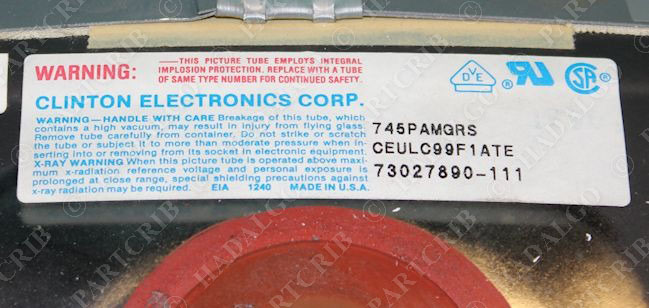 WARNING:
—THIS PICTURE TUBE EMPLOYS INTEGRAL
IMPLOSION PROTECTION. REPLACE WITH A TUBE
OF SAME TYPE NUMBER FOR CONTINUED SAFETY.
CLINTON ELECTRONICS CORP.
WARNING—HANDLE WITH CARE Breakage of this tube, which
contains a high vacuum, may result in injury from flying glass.
Remove tube carefully from container. Do not strike or scratch
the tube or subject it to more than moderate pressure when in-
serting into or removing from its socket in electronic equipment.
X-RAY WARNING When this picture tube is operated above maxi-
mum x-radiation reference voltage and personal exposure is
prolonged at close range, special shielding precautions against
x-ray radiation may be required. EIA 1240 MADE IN U.S.A.
DVE
® RU
SA ®
745PAMGRS
CEULC99F1ATE
73027890-111
© PARTCRIB
HADALGO